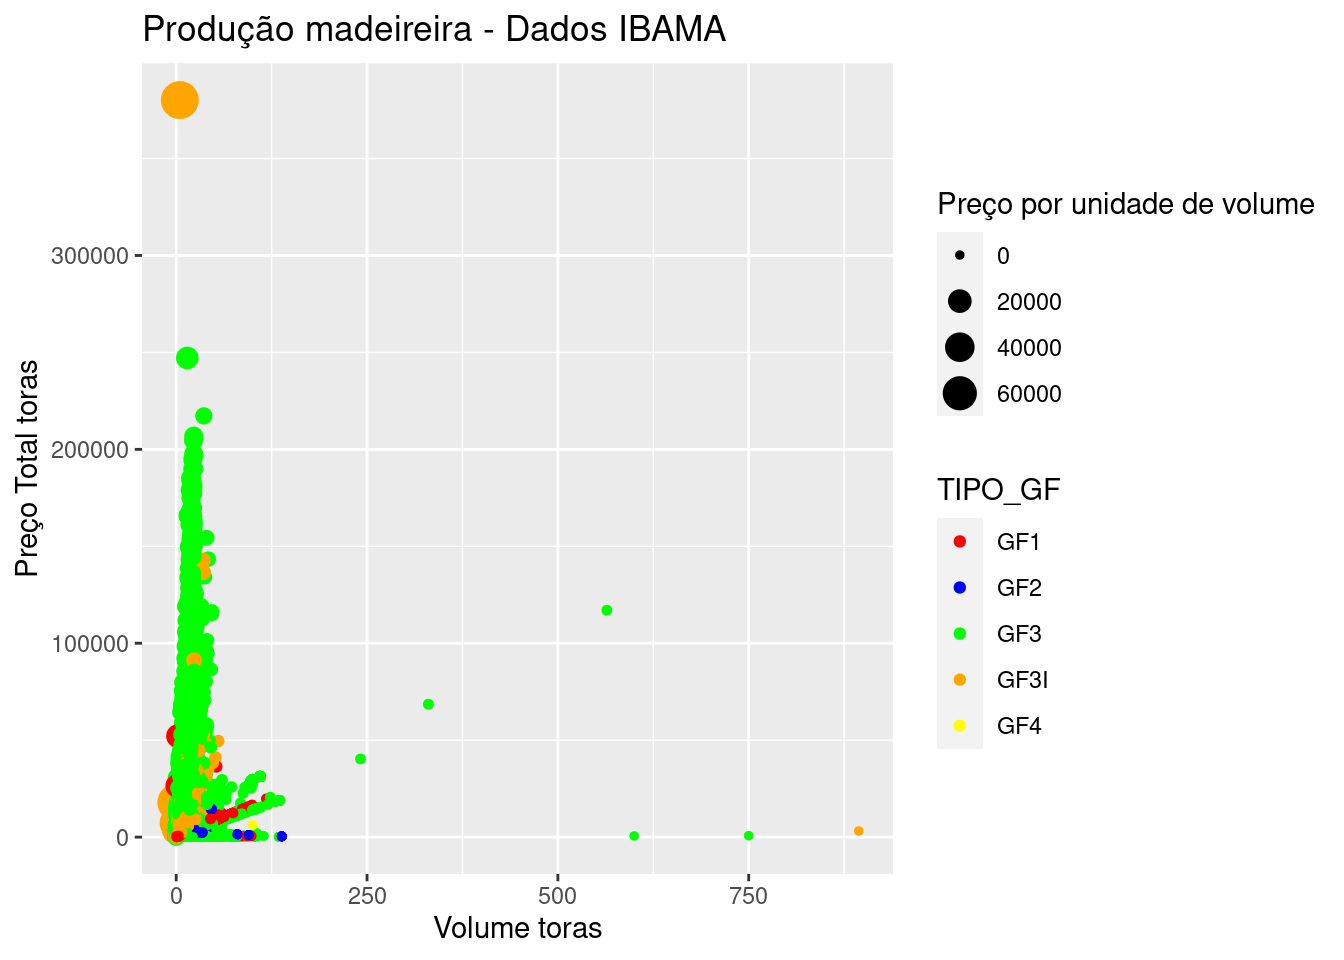 Produção madeireira - Dados IBAMA
Preço Total toras
300000
200000
100000
0
0
250
500
750
Volume toras
Preço por unidade de volume
0
20000
40000
60000
TIPO_GF
GF1
GF2
GF3
GF3I
GF4